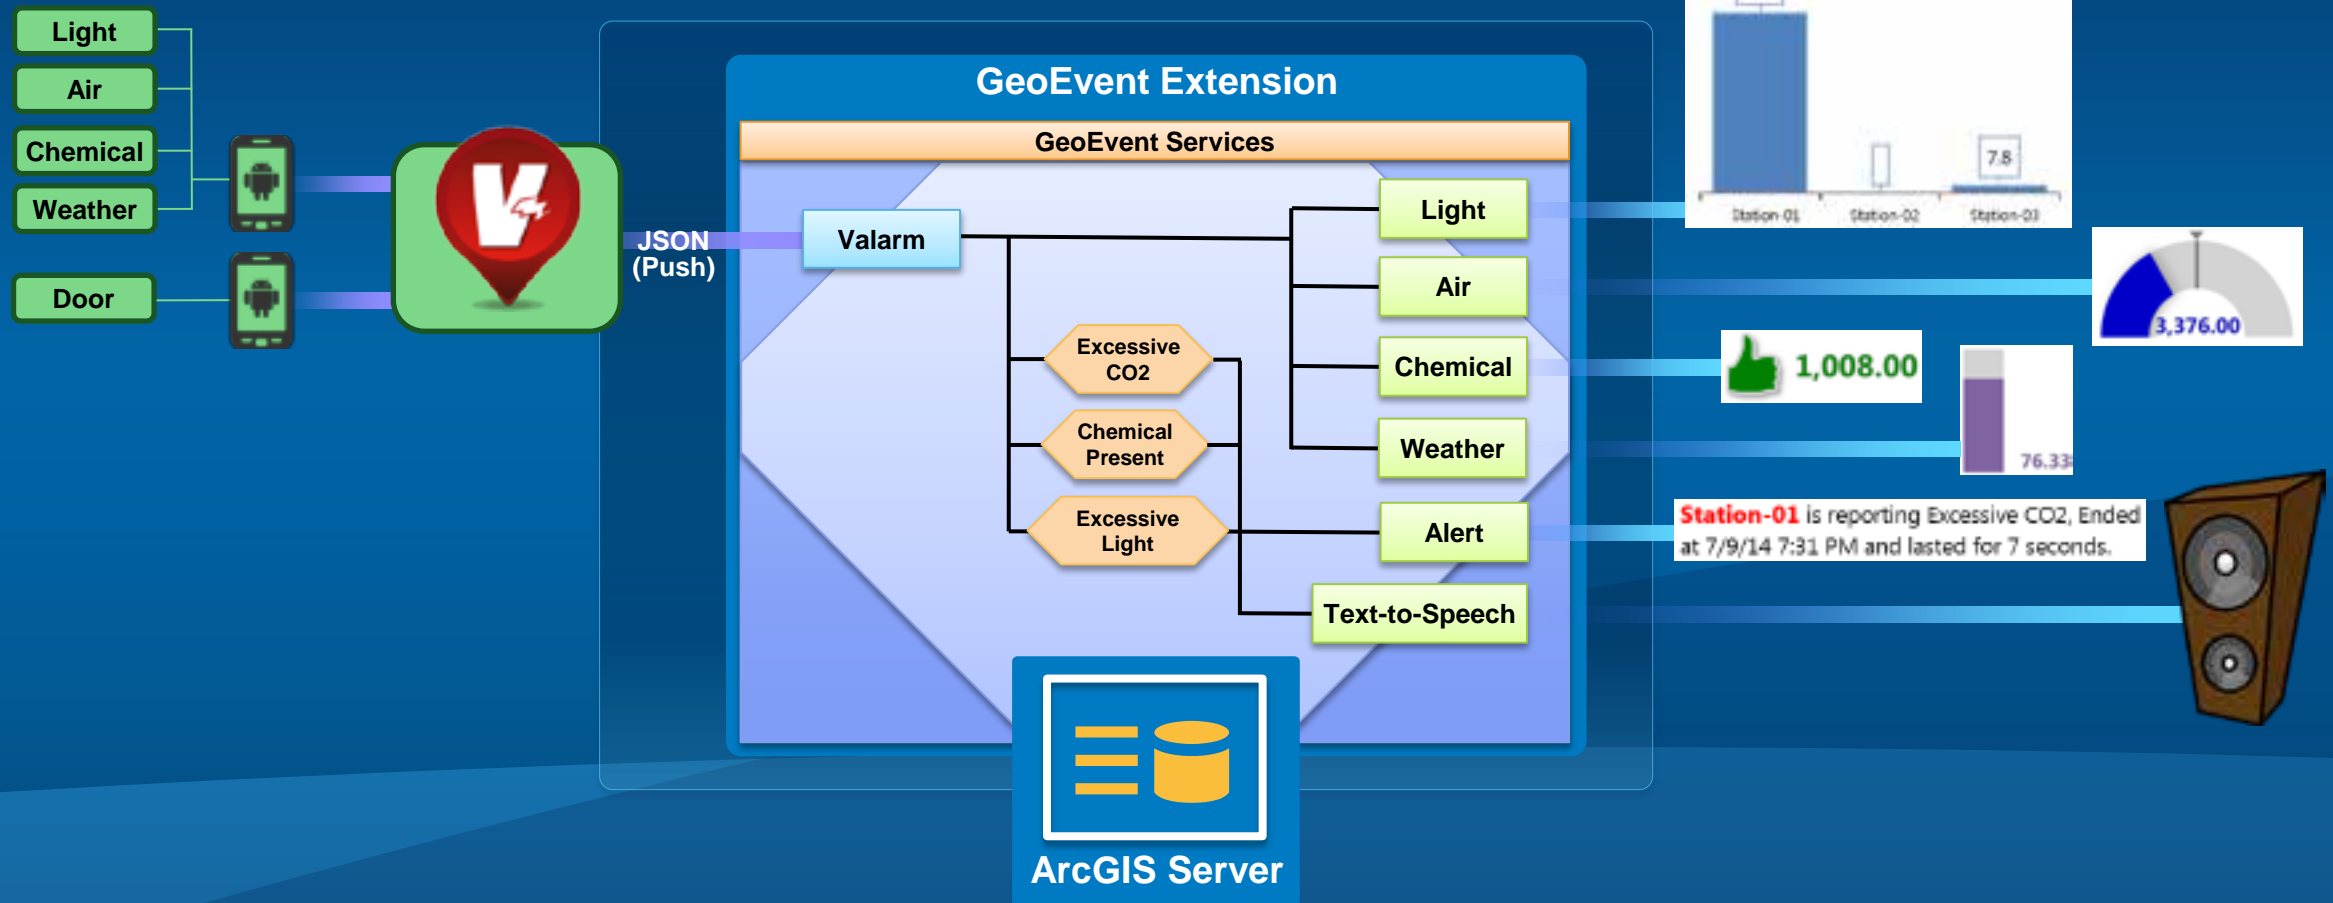 Light
Air
Chemical
Weather
Door
JSON
(Push)
GeoEvent Extension
GeoEvent Services
Valarm
Excessive
CO2
Chemical
Present
Excessive
Light
Light
Air
Chemical
Weather
Alert
Text-to-Speech
ArcGIS Server
7.8
Station-01
Station-02
Station-03
3,376.00
1,008.00
76.33
Station-01 is reporting Excessive CO2, Ended
at 7/9/14 7:31 PM and lasted for 7 seconds.